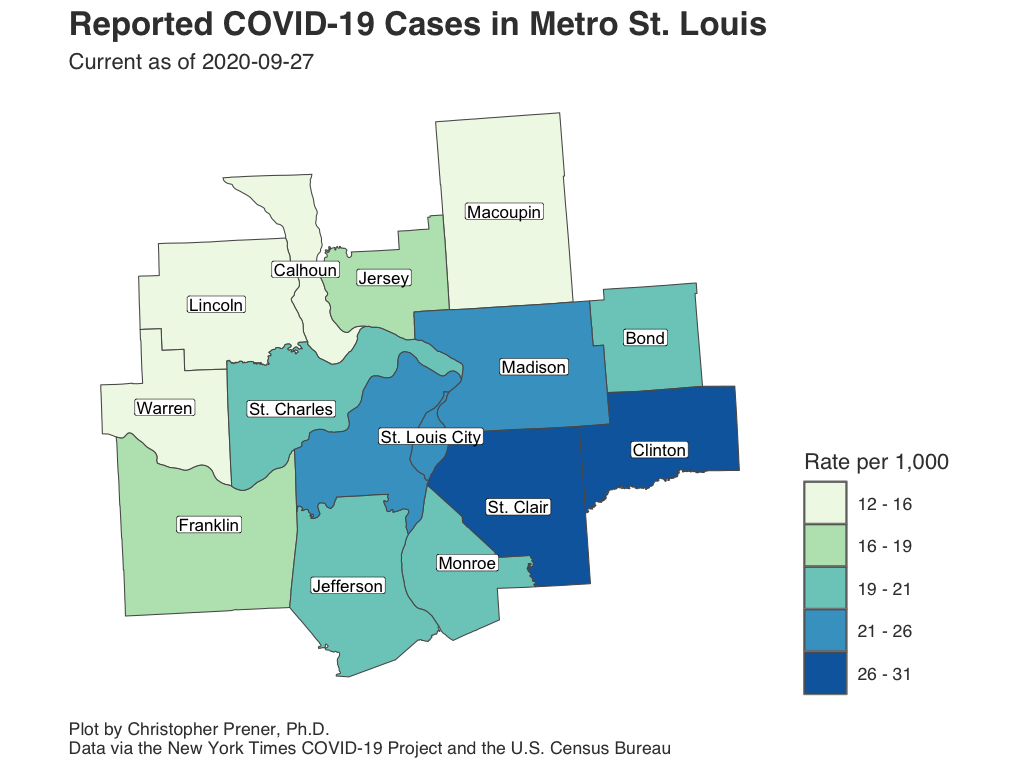 Reported COVID-19 Cases in Metro St. Louis
Current as of 2020-09-27
Macoupin
Calhoun
Jersey
Lincoln
Bond
Madison
Warren
St. Charles
St. Louis City
Clinton
St. Clair
Franklin
Monroe
Jefferson
Rate per 1,000
12 - 16
16 - 19
19 - 21
21 - 26
26 - 31
Plot by Christopher Prener, Ph.D.
Data via the New York Times COVID-19 Project and the U.S. Census Bureau